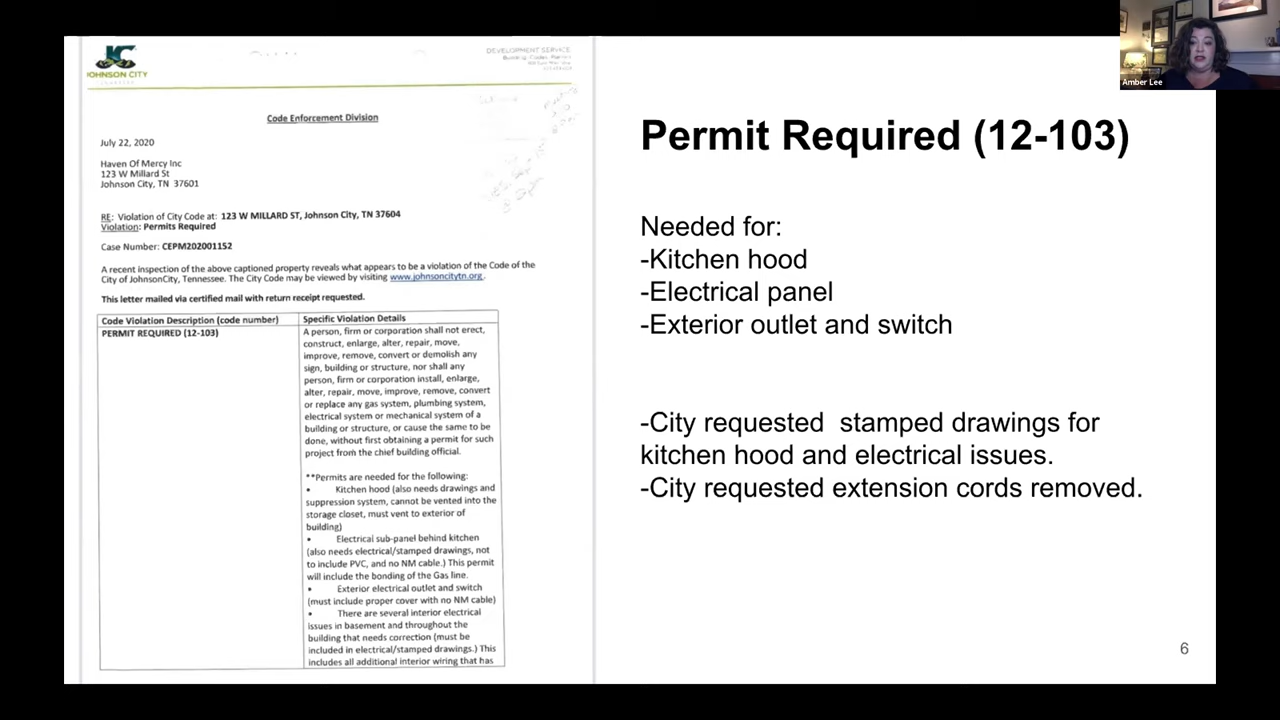 JOHNSON CITY
DEVELOPMENT SERVICE
Code Enforcement Division
July 22, 2020
Haven Of Mercy Inc
123 W Millard St
Johnson City, TN 37601
RE: Violation of City Code at: 123 W MILLARD ST, Johnson City, TN 37604
Violation: Permits Required
Case Number: CEPM202001152
A recent inspection of the above captioned property reveals what appears to be a violation of the Code of the
City of JohnsonCity, Tennessee. The City Code may be viewed by visiting www.johnsoncitytn.org.
This letter mailed via certified mail with return receipt requested.
Code Violation Description (code number)
Specific Violation Details
PERMIT REQUIRED (12-103)
A person, firm or corporation shall not erect,
construct, enlarge, alter, repair, move,
improve, remove, convert or demolish any
sign, building or structure, nor shall any
person, firm or corporation install, enlarge,
alter, repair, move, improve, remove, convert
or replace any gas system, plumbing system,
electrical system or mechanical system of a
building or structure, or cause the same to be
done, without first obtaining a permit for such
project from the chief building official.
**Permits are needed for the following:
• Kitchen hood (also needs drawings and
suppression system, cannot be vented into the
storage closet, must vent to exterior of
building)
• Electrical sub-panel behind kitchen
(also needs electrical/stamped drawings, not
to include PVC, and no NM cable.) This permit
will include the bonding of the Gas line.
• Exterior electrical outlet and switch
(must include proper cover with no NM cable)
• There are several interior electrical
issues in basement and throughout the
building that needs correction (must be
included in electrical/stamped drawings.) This
includes all additional interior wiring that has
Permit Required (12-103)
Needed for:
-Kitchen hood
-Electrical panel
-Exterior outlet and switch
-City requested stamped drawings for
kitchen hood and electrical issues.
-City requested extension cords removed.
6
Amber Lee